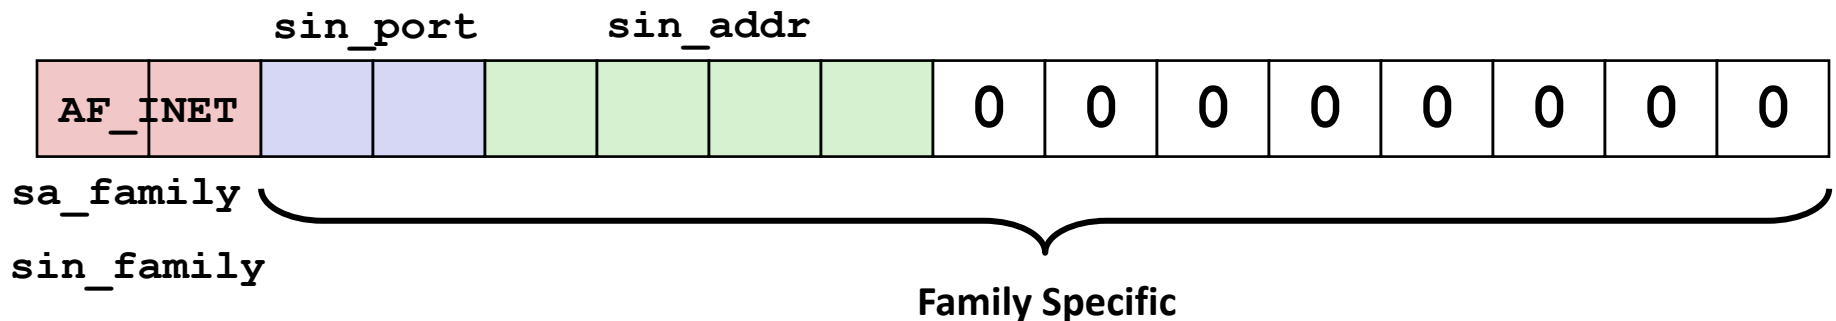 sin_port sin_addr
AF_INET 0 0 0 0 0 0 0 0
sa_family
sin_family
Family Specific